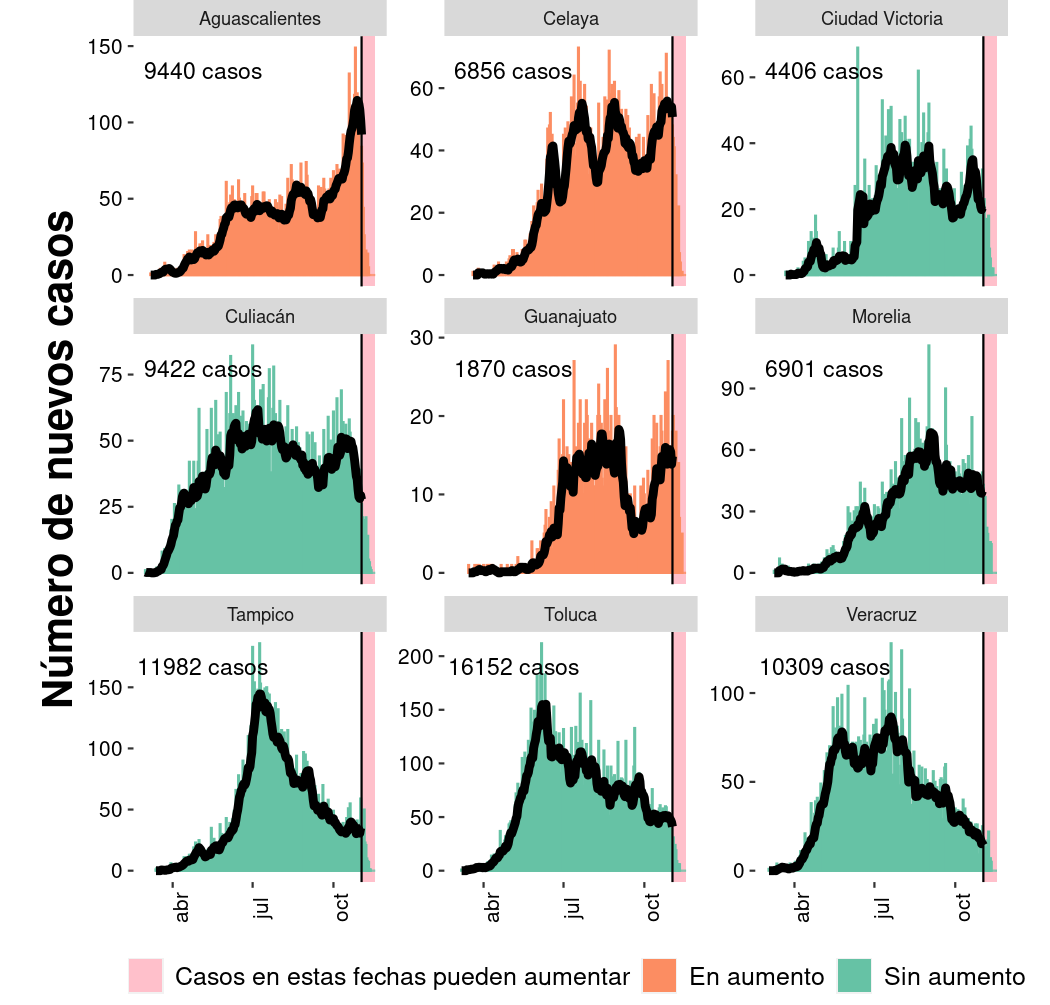 Número de nuevos casos
Aguascalientes
Celaya
Ciudad Victoria
150
100
50
0
9440 casos
60
40
20
0
6856 casos
60
40
20
0
4406 casos
Culiacán
Guanajuato
Morelia
75
50
25
0
9422 casos
30
20
10
0
1870 casos
90
60
30
0
6901 casos
Tampico
Toluca
Veracruz
150
100
50
0
11982 casos
200
150
100
50
0
16152 casos
100
50
0
10309 casos
abr
jul
oct
abr
jul
oct
abr
jul
oct
Casos en estas fechas pueden aumentar
En aumento
Sin aumento